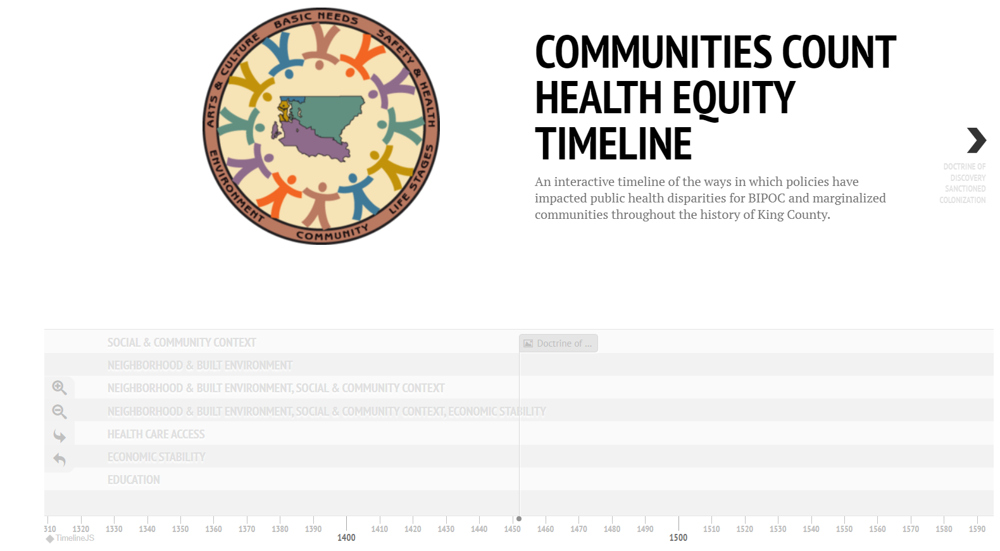 BASIC NEEDS
SAFETY & HEALTH
LIFE STAGES
COMMUNITY
ENVIRONMENT
ARTS & CULTURE
COMMUNITIES COUNT
HEALTH EQUITY
TIMELINE
An interactive timeline of the ways in which policies have
impacted public health disparities for BIPOC and marginalized
communities throughout the history of King County.
DOCTRINE OF
DISCOVERY
SANCTIONED
COLONIZATION
SOCIAL & COMMUNITY CONTEXT
Doctrine of ...
NEIGHBORHOOD & BUILT ENVIRONMENT
NEIGHBORHOOD & BUILT ENVIRONMENT, SOCIAL & COMMUNITY CONTEXT
NEIGHBORHOOD & BUILT ENVIRONMENT, SOCIAL & COMMUNITY CONTEXT, ECONOMIC STABILITY
HEALTH CARE ACCESS
ECONOMIC STABILITY
EDUCATION
310 1320 1330 1340 1350 1360 1370 1380 1390 1400 1410 1420 1430 1440 1450 1460 1470 1480 1490 1500 1510 1520 1530 1540 1550 1560 1570 1580 1590
TimelineJS